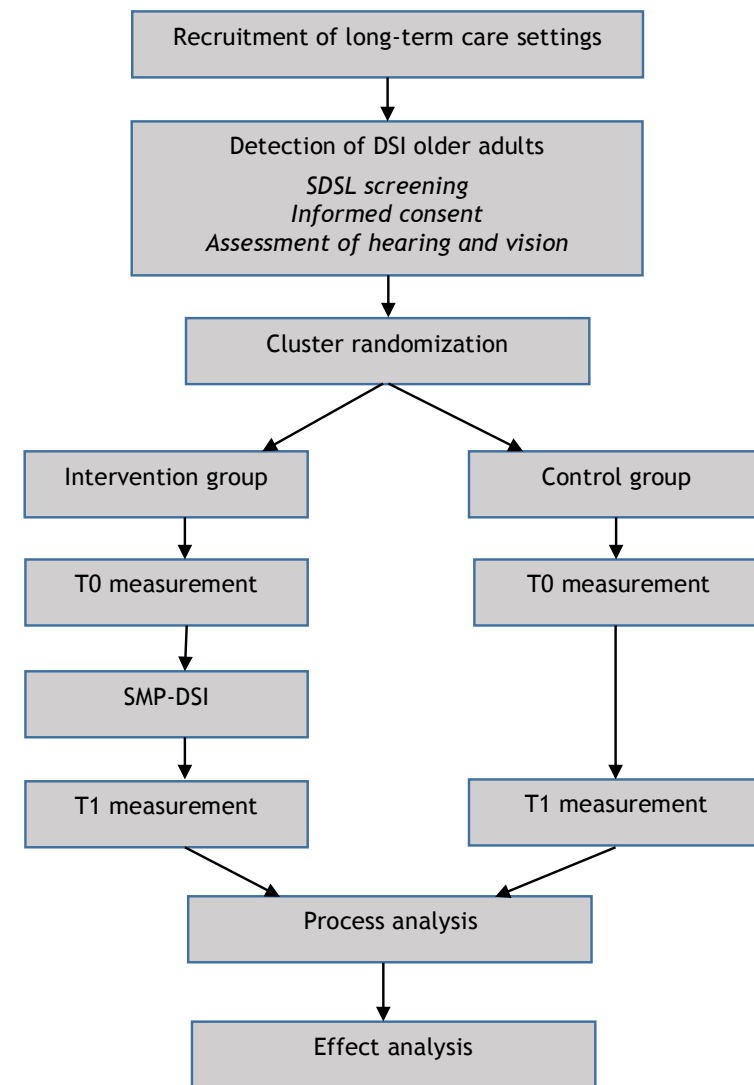 Recruitment of long-term care settings
Detection of DSI older adults
SDSL screening
Informed consent
Assessment of hearing and vision
Cluster randomization
Intervention group
Control group
T0 measurement
T0 measurement
SMP-DSI
T1 measurement
T1 measurement
Process analysis
Effect analysis